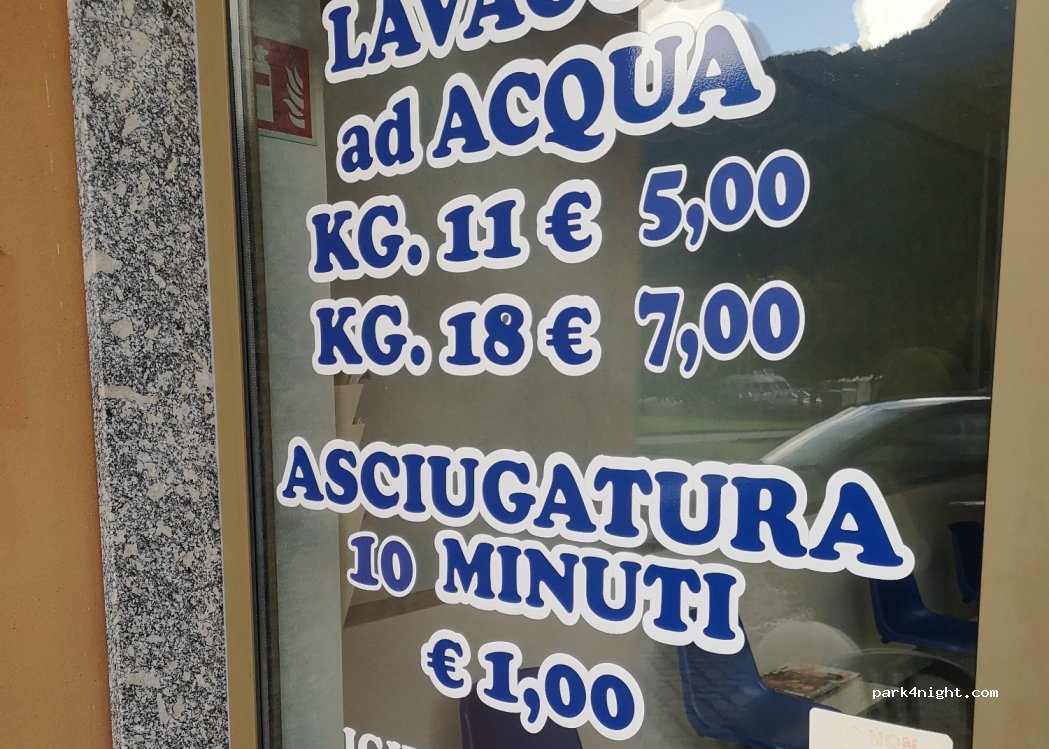 ad ACQUA
KG. 11 € 5,00
KG. 18 € 7,00
ASCIUGATURA
10 MINUTI
€ 1,00
park4night.com